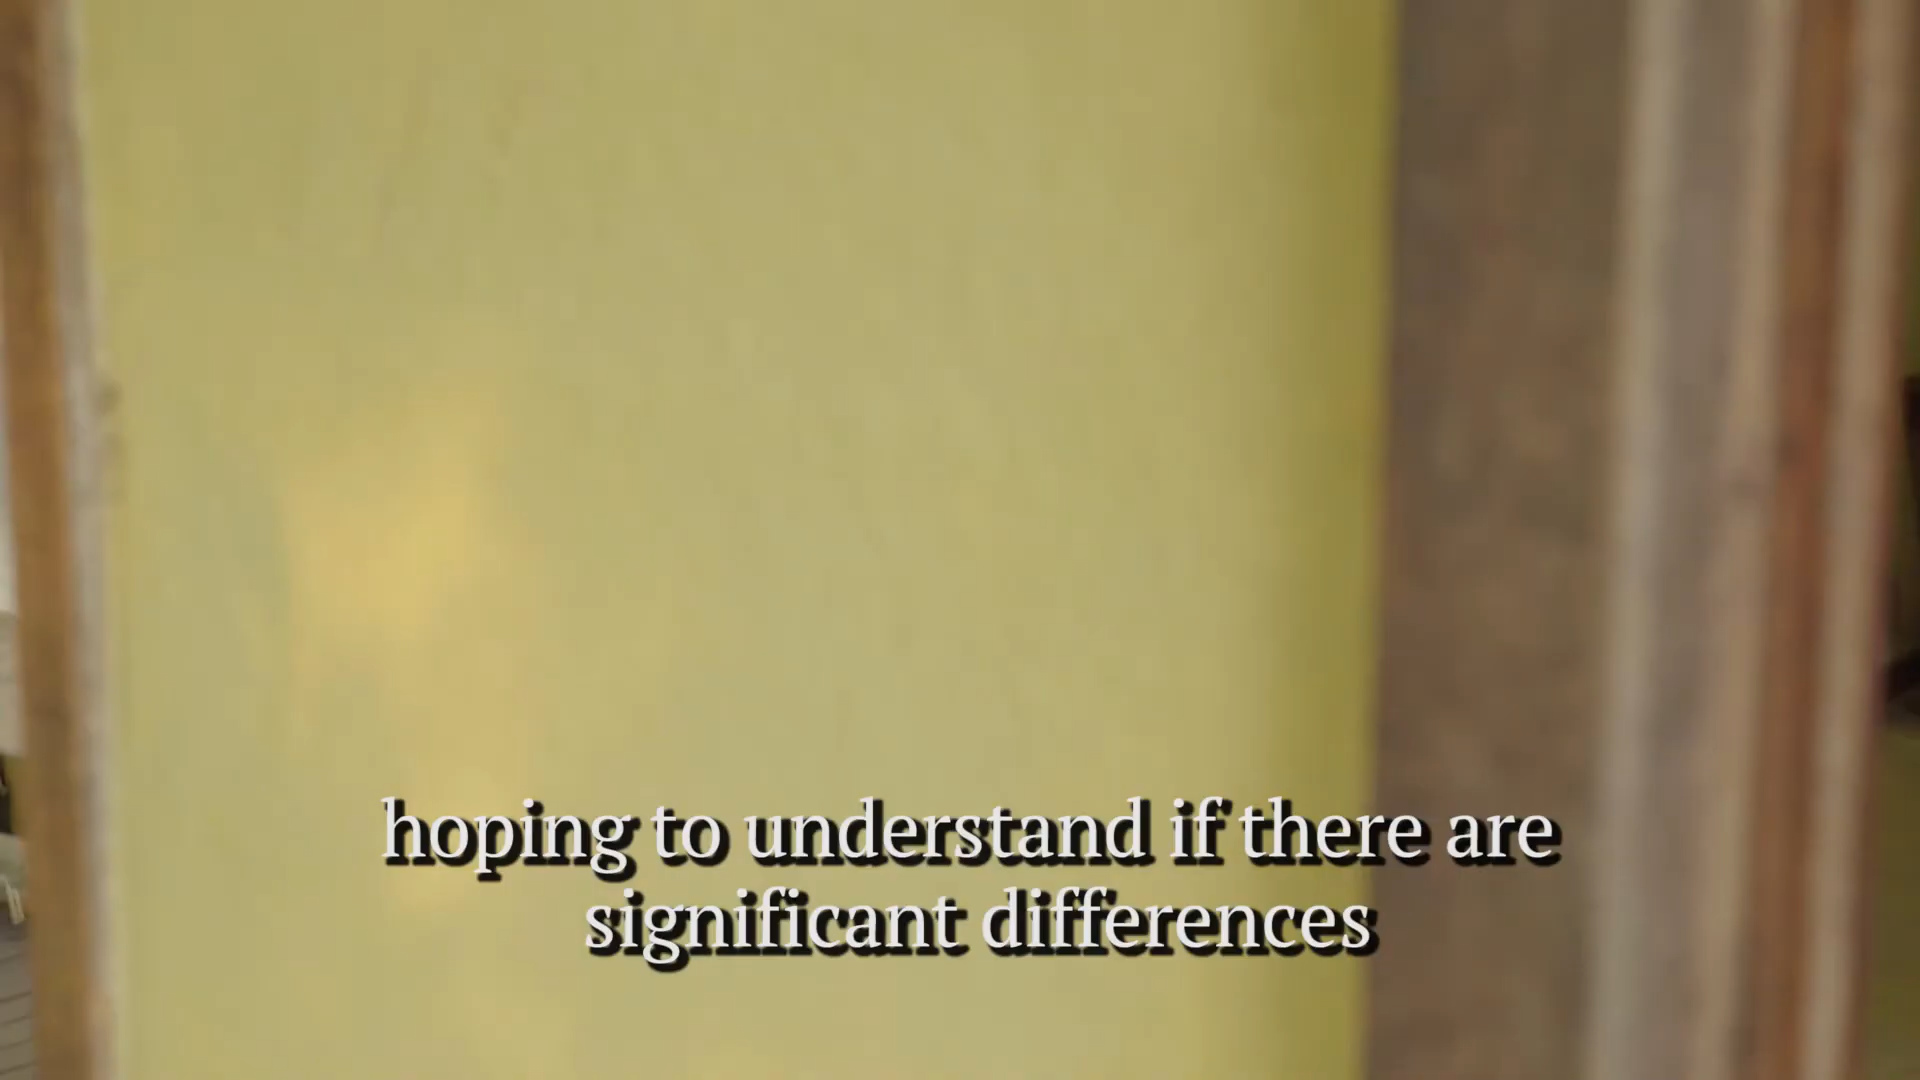 hoping to understand if there are
significant differences